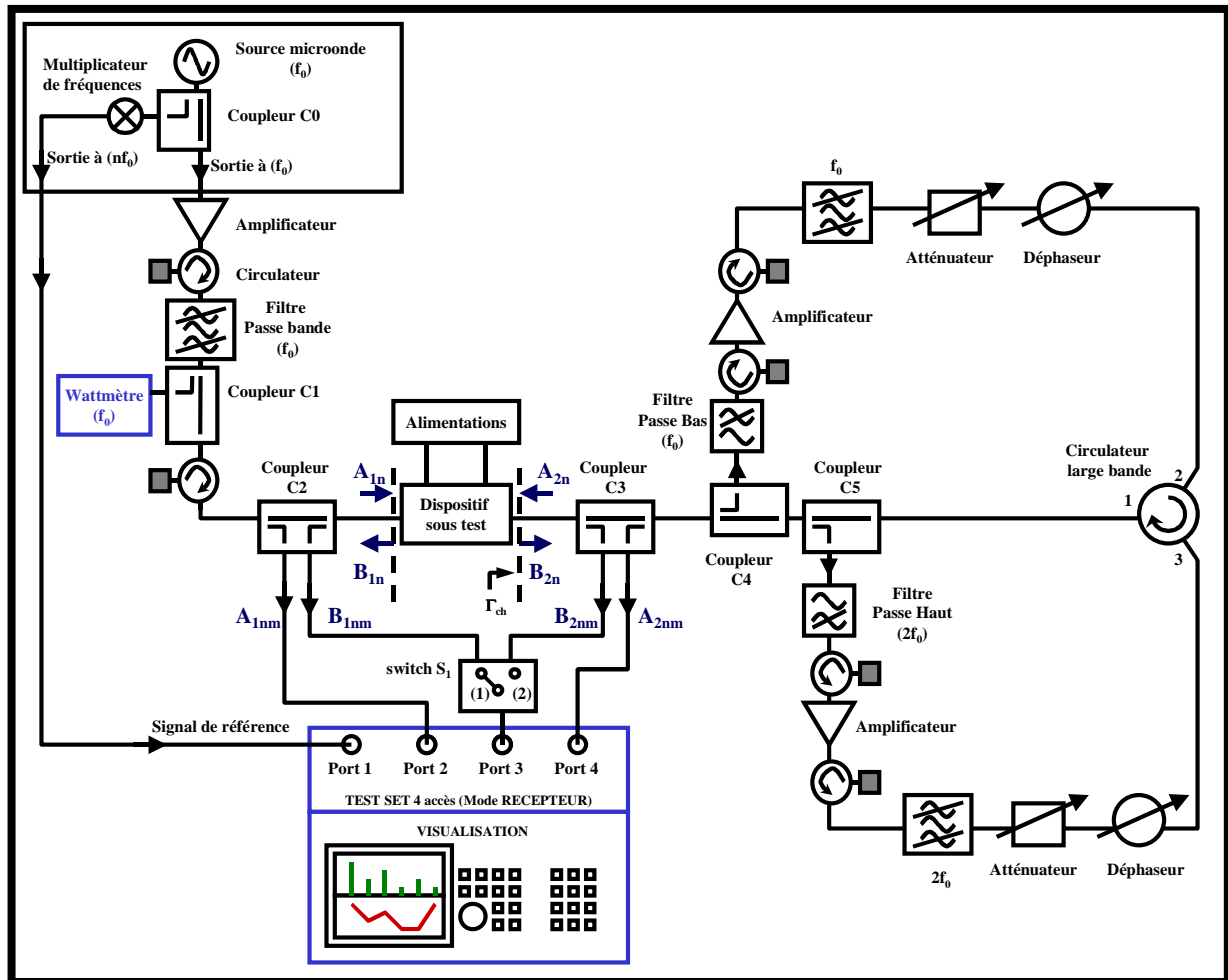 Source microonde
(f₀)
Multiplicateur
de fréquences
Coupleur C0
Sortie à (nf₀)
Sortie à (f₀)
Amplificateur
Circulateur
Filtre
Passe bande
(f₀)
Wattmètre
(f₀)
Coupleur C1
Coupleur
C2
A₁ₙ
B₁ₙ
Alimentations
Dispositif
sous test
A₂ₙ
B₂ₙ
Γch
Coupleur
C3
A₁ₙₘ
B₁ₙₘ
B₂ₙₘ
A₂ₙₘ
switch S₁
(1)
(2)
Signal de référence
Port 1
Port 2
Port 3
Port 4
TEST SET 4 accès (Mode RECEPTEUR)
VISUALISATION
f₀
Atténuateur
Déphaseur
Amplificateur
Filtre
Passe Bas
(f₀)
Coupleur
C4
Coupleur
C5
Circulateur
large bande
1
2
3
Filtre
Passe Haut
(2f₀)
Amplificateur
2f₀
Atténuateur
Déphaseur